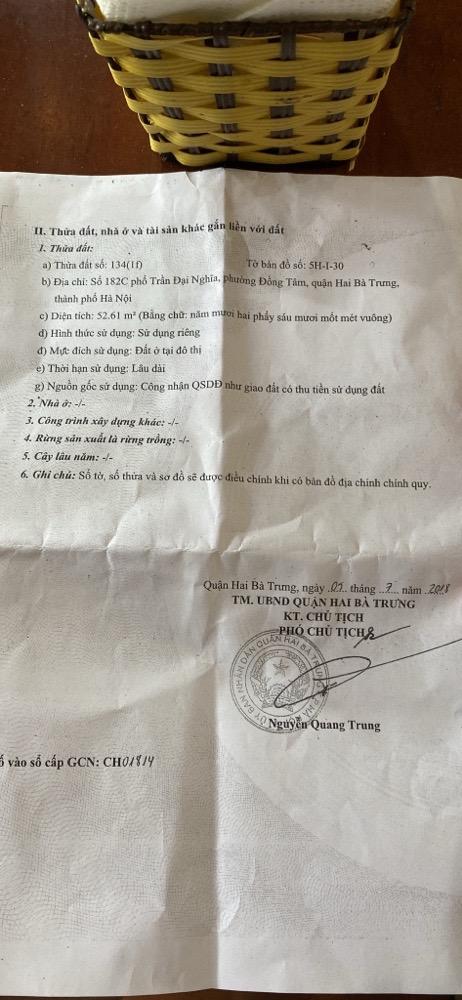 II. Thửa đất, nhà ở và tài sản khác gắn liền với đất
1. Thửa đất:
a) Thửa đất số: 134(1f) Tờ bản đồ số: 5H-I-30
b) Địa chỉ: Số 182C phố Trần Đại Nghĩa, phường Đồng Tâm, quận Hai Bà Trưng,
thành phố Hà Nội
c) Diện tích: 52.61 m² (Bằng chữ: năm mươi hai phẩy sáu mươi mốt mét vuông)
d) Hình thức sử dụng: Sử dụng riêng
đ) Mục đích sử dụng: Đất ở tại đô thị
e) Thời hạn sử dụng: Lâu dài
g) Nguồn gốc sử dụng: Công nhận QSDĐ như giao đất có thu tiền sử dụng đất
2. Nhà ở: -/-
3. Công trình xây dựng khác: -/-
4. Rừng sản xuất là rừng trồng: -/-
5. Cây lâu năm: -/-
6. Ghi chú: Số tờ, số thửa và sơ đồ sẽ được điều chỉnh khi có bản đồ địa chính chính quy.
Quận Hai Bà Trưng, ngày tháng 7 năm 2018
TM. UBND QUẬN HAI BÀ TRƯNG
KT. CHỦ TỊCH
PHÓ CHỦ TỊCH
ỦY BAN NHÂN DÂN QUẬN HAI BÀ TRƯNG
Nguyễn Quang Trung
ố vào sổ cấp GCN: CH01814